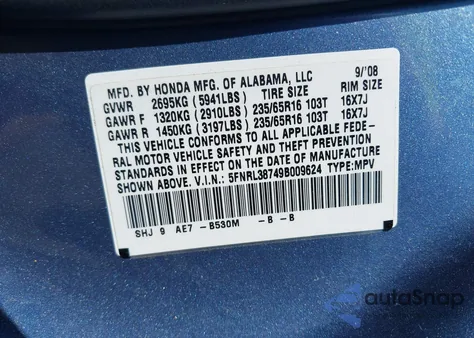 MFD. BY HONDA MFG. OF ALABAMA, LLC 9/'08
GVWR 2695KG (5941LBS) TIRE SIZE RIM SIZE
GAWR F 1320KG (2910LBS) 235/65R16 103T 16X7J
GAWR R 1450KG (3197LBS) 235/65R16 103T 16X7J
THIS VEHICLE CONFORMS TO ALL APPLICABLE FEDE-
RAL MOTOR VEHICLE SAFETY AND THEFT PREVENTION
STANDARDS IN EFFECT ON THE DATE OF MANUFACTURE
SHOWN ABOVE. V.I.N.: 5FNRL38749B009624 TYPE:MPV
SHJ 9 AE7 -B530M -B -B
autoSnap